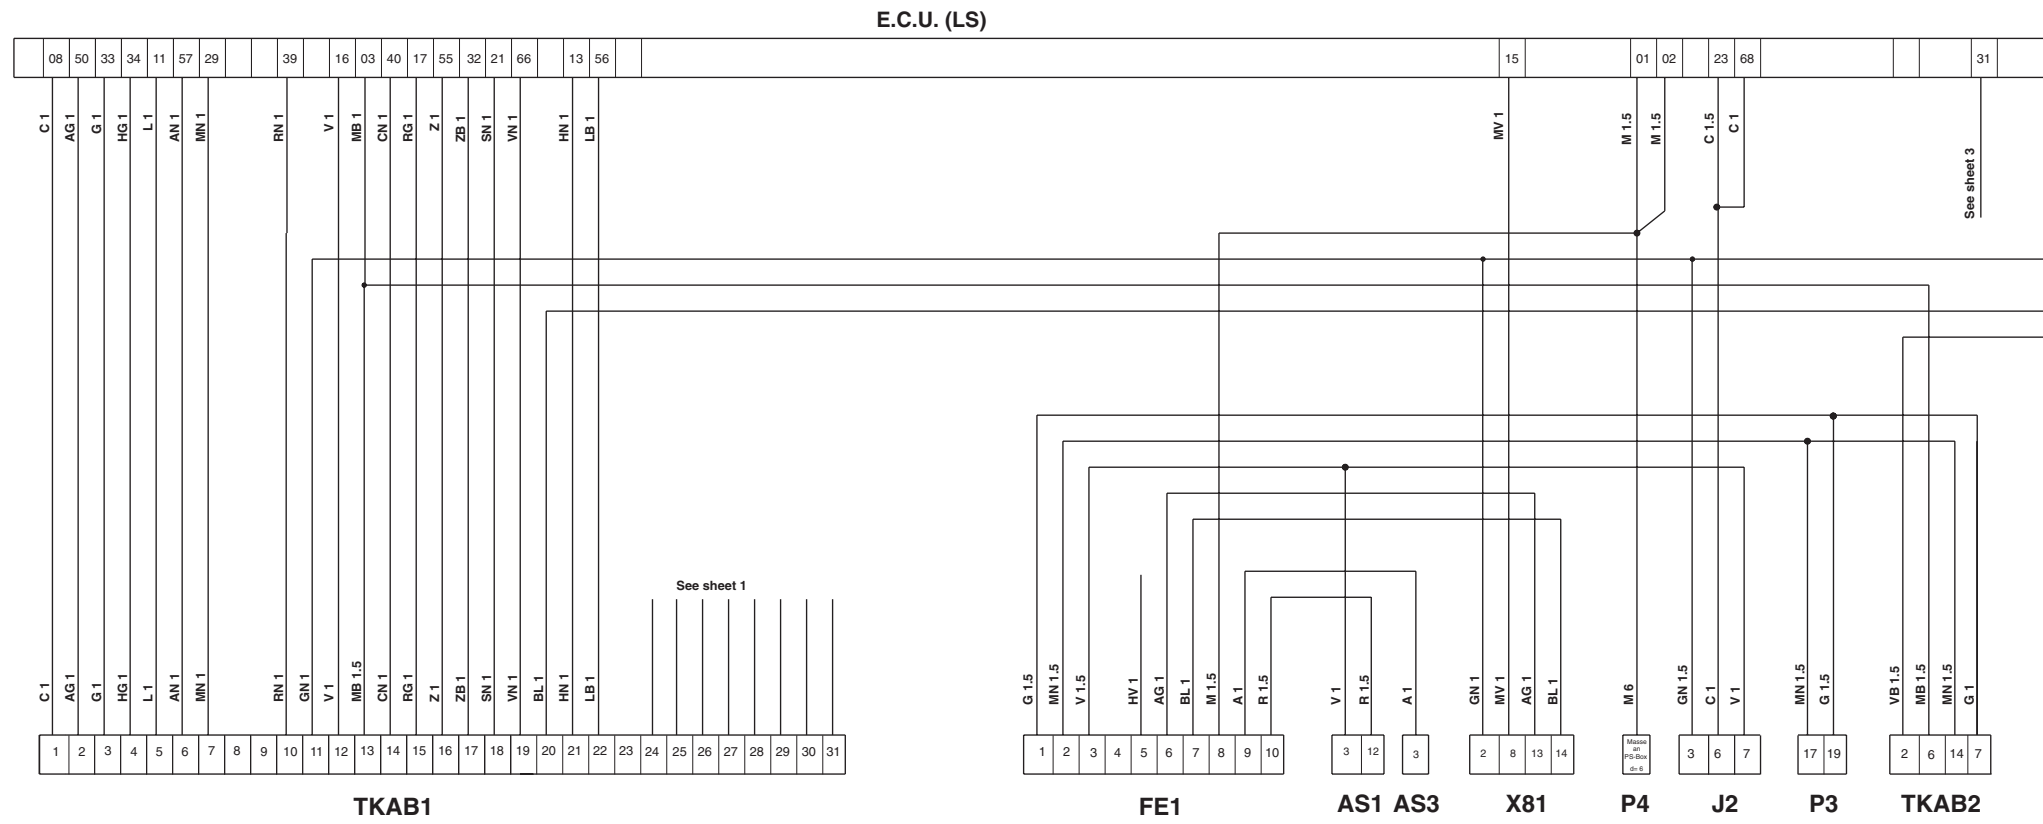 E.C.U. (LS)
08 50 33 34 11 57 29 39 16 03 40 17 55 32 21 66 13 56 15 01 02 23 68 31
C 1 AG 1 G 1 HG 1 L 1 AN 1 MN 1 RN 1 V 1 MB 1 CN 1 RG 1 Z 1 ZB 1 SN 1 VN 1 HN 1 LB 1 MV 1 M 1.5 M 1.5 C 1.5 C 1
See sheet 3
See sheet 1
C 1 AG 1 G 1 HG 1 L 1 AN 1 MN 1 RN 1 GN 1 V 1 MB 1.5 CN 1 RG 1 Z 1 ZB 1 SN 1 VN 1 BL 1 HN 1 LB 1
G 1.5 MN 1.5 V 1.5 HV 1 AG 1 BL 1 M 1.5 A 1 R 1.5 V 1 R 1.5 A 1 GN 1 MV 1 AG 1 BL 1 M 6 GN 1.5 C 1 V 1 MN 1.5 G 1.5 VB 1.5 MB 1.5 MN 1.5 G 1
1 2 3 4 5 6 7 8 9 10 11 12 13 14 15 16 17 18 19 20 21 22 23 24 25 26 27 28 29 30 31
1 2 3 4 5 6 7 8 9 10
3 12
3
2 8 13 14
Masse
an
PS-Box
d= 6
3 6 7
17 19
2 6 14 7
TKAB1 FE1 AS1 AS3 X81 P4 J2 P3 TKAB2